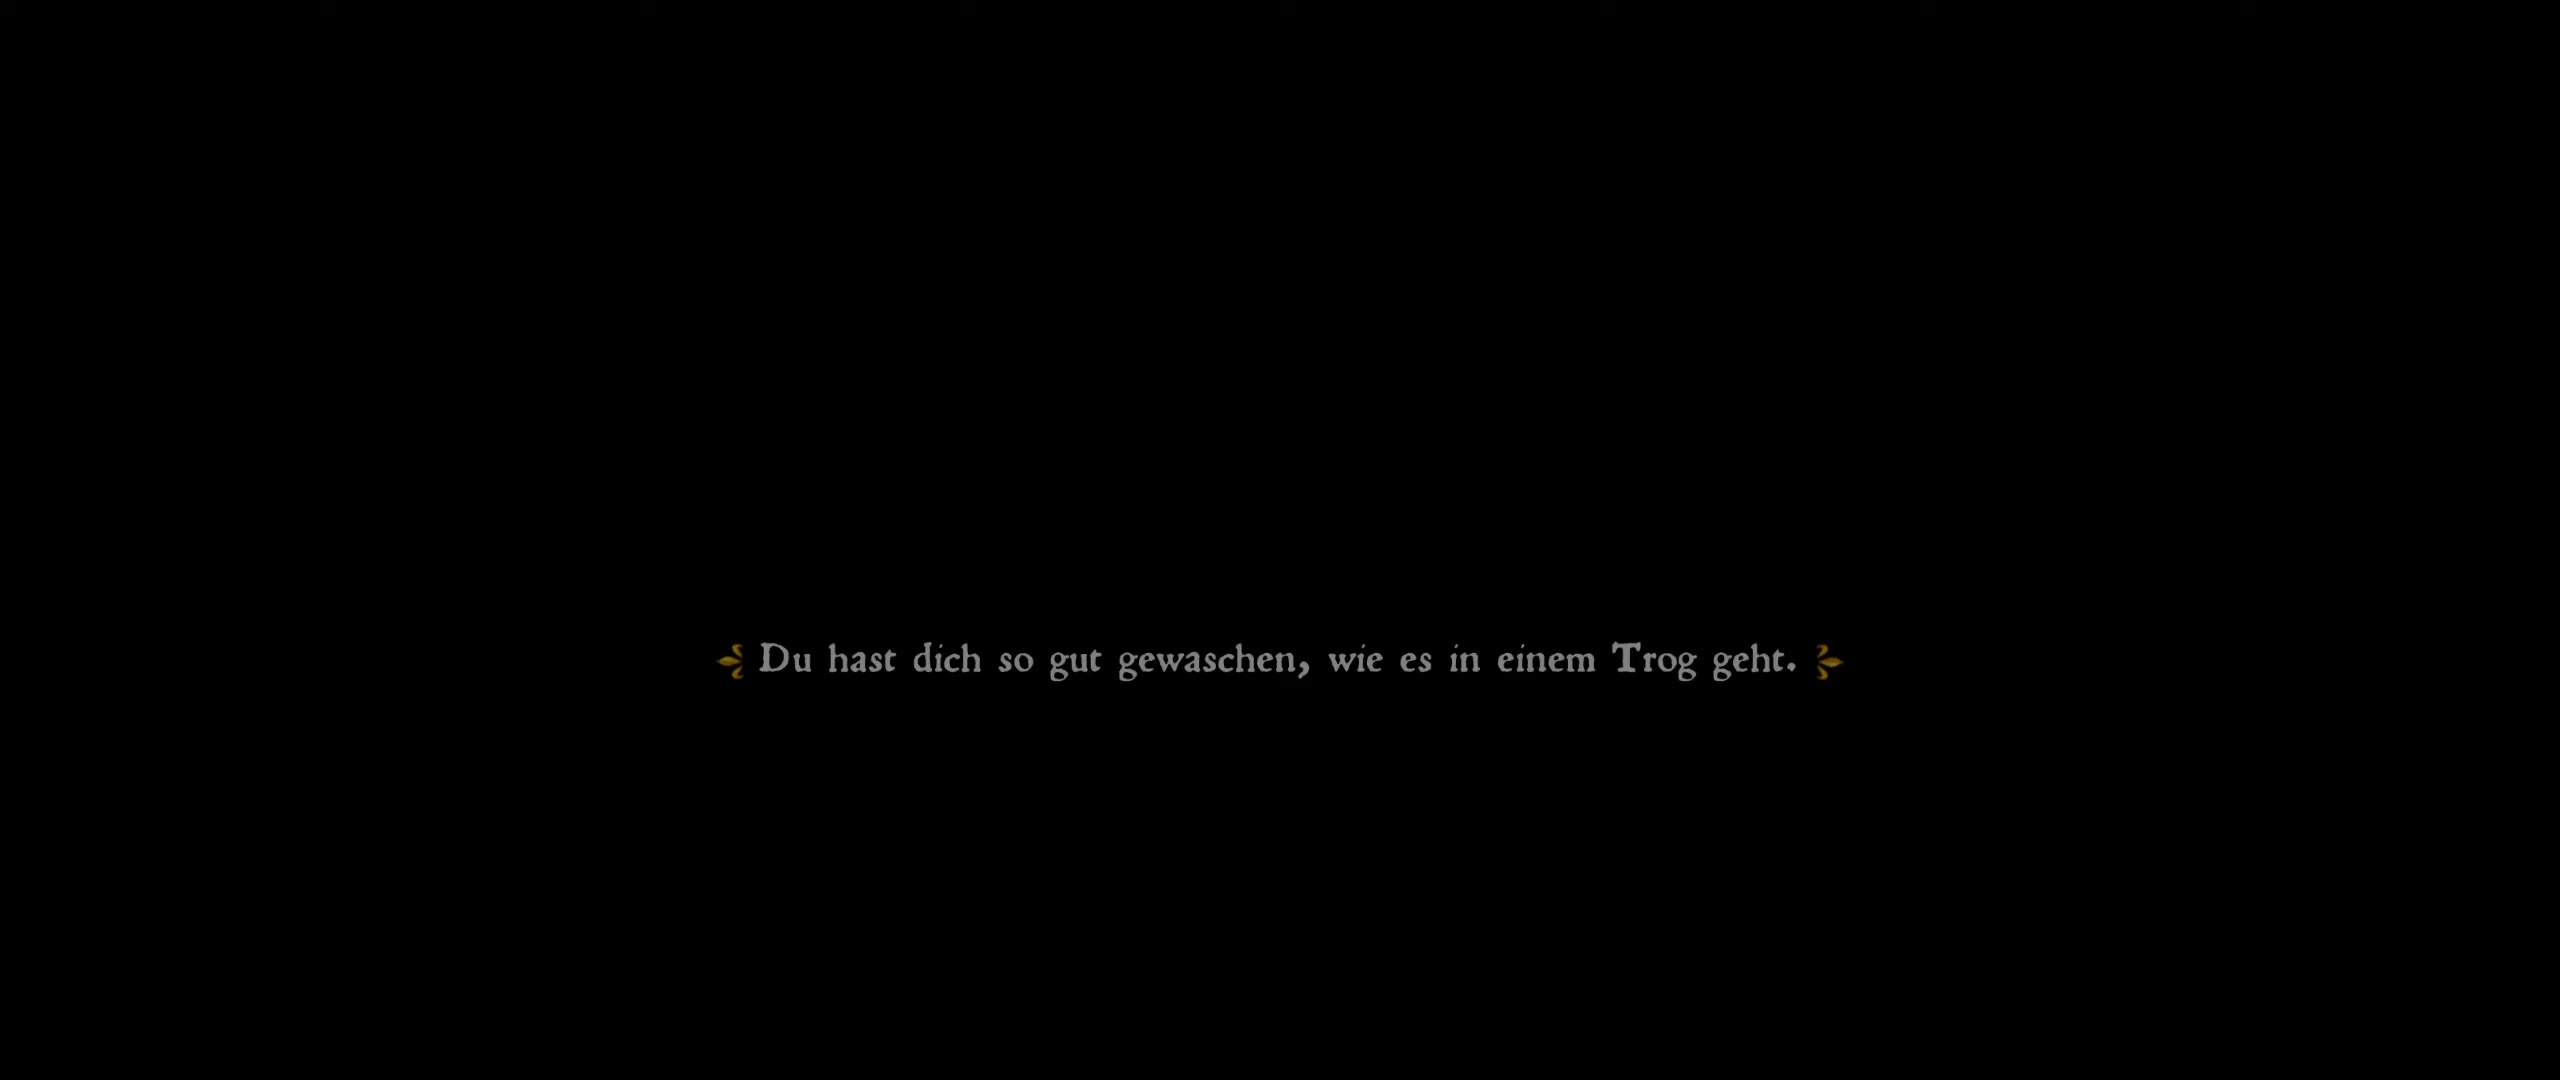 Du hast dich so gut gewaschen, wie es in einem Trog geht.